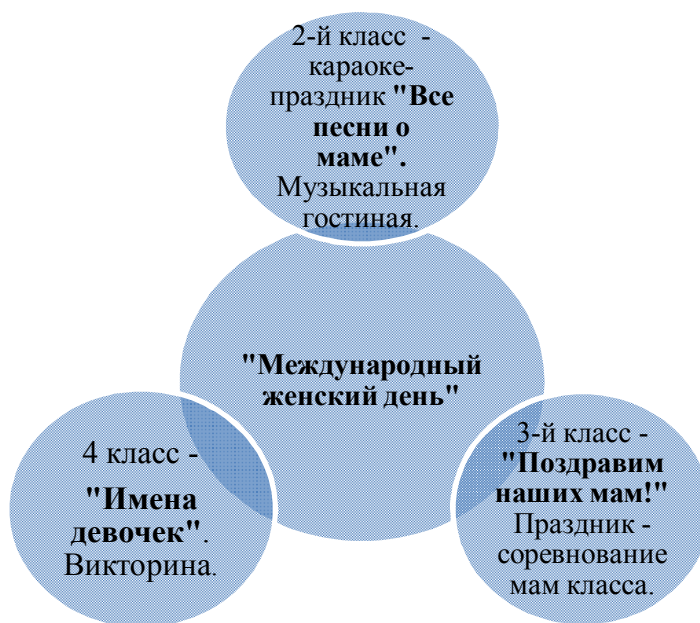 2-й класс -
караоке-
праздник "Все
песни о
маме".
Музыкальная
гостиная.
"Международный
женский день"
4 класс -
"Имена
девочек".
Викторина.
3-й класс -
"Поздравим
наших мам!"
Праздник -
соревнование
мам класса.